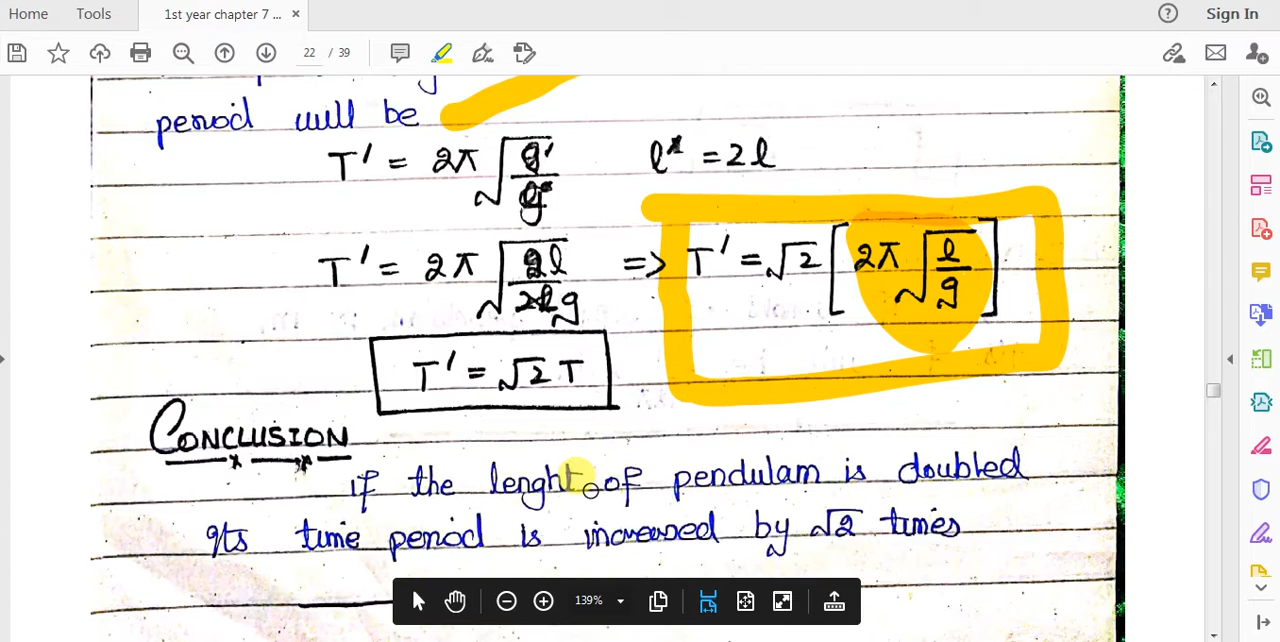 Home Tools 1st year chapter 7 ... × Sign In
22 / 39
period will be
T' = 2π √ l* = 2l
T' = 2π √ => T' = √2 [2π √l/g]
T' = √2 T
CONCLUSION
if the lenght of pendulam is doubled
Its time period is increased by √2 times
139%